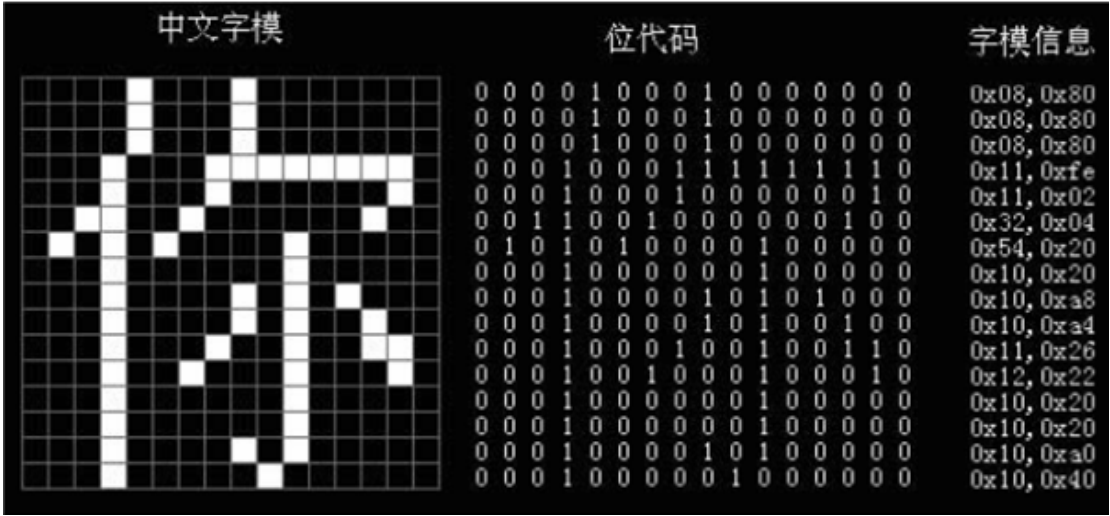 中文字模 位代码 字模信息
0 0 0 0 1 0 0 0 1 0 0 0 0 0 0 0 0x08,0x80
0 0 0 0 1 0 0 0 1 0 0 0 0 0 0 0 0x08,0x80
0 0 0 0 1 0 0 0 1 0 0 0 0 0 0 0 0x08,0x80
0 0 0 1 0 0 0 1 1 1 1 1 1 1 1 0 0x11,0xfe
0 0 0 1 0 0 0 1 0 0 0 0 0 0 1 0 0x11,0x02
0 0 1 1 0 0 1 0 0 0 0 0 0 1 0 0 0x32,0x04
0 1 0 1 0 1 0 0 0 0 1 0 0 0 0 0 0x54,0x20
0 0 0 1 0 0 0 0 0 0 1 0 0 0 0 0 0x10,0x20
0 0 0 1 0 0 0 0 1 0 1 0 1 0 0 0 0x10,0xa8
0 0 0 1 0 0 0 0 1 0 1 0 0 1 0 0 0x10,0xa4
0 0 0 1 0 0 0 1 0 0 1 0 0 1 1 0 0x11,0x26
0 0 0 1 0 0 1 0 0 0 1 0 0 0 1 0 0x12,0x22
0 0 0 1 0 0 0 0 0 0 1 0 0 0 0 0 0x10,0x20
0 0 0 1 0 0 0 0 0 0 1 0 0 0 0 0 0x10,0x20
0 0 0 1 0 0 0 0 1 0 1 0 0 0 0 0 0x10,0xa0
0 0 0 1 0 0 0 0 0 1 0 0 0 0 0 0 0x10,0x40